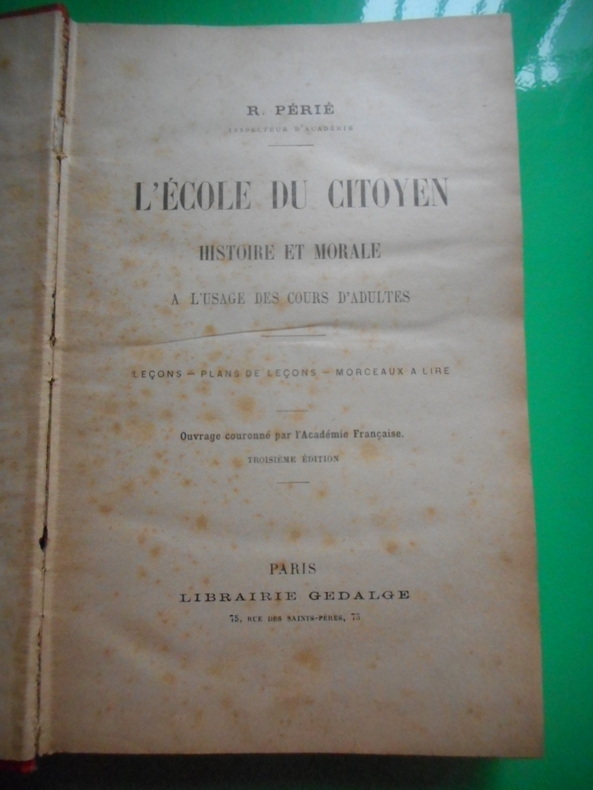 R. PÉRIÉ
INSPECTEUR D'ACADÉMIE
L'ÉCOLE DU CITOYEN
HISTOIRE ET MORALE
A L'USAGE DES COURS D'ADULTES
LEÇONS — PLANS DE LEÇONS — MORCEAUX A LIRE
Ouvrage couronné par l'Académie Française.
TROISIÈME ÉDITION
PARIS
LIBRAIRIE GEDALGE
75, RUE DES SAINTS-PÈRES, 75